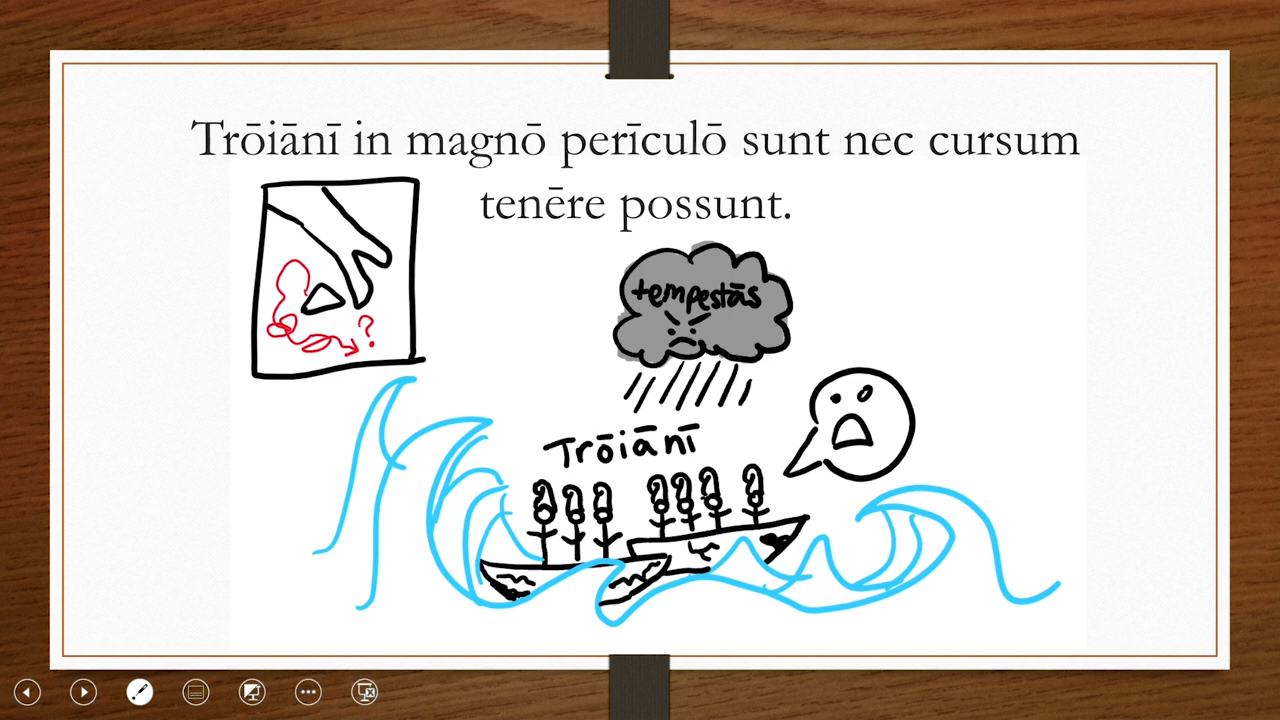 Trōiānī in magnō perīculō sunt nec cursum
tenēre possunt.
?
tempestās
Trōiānī